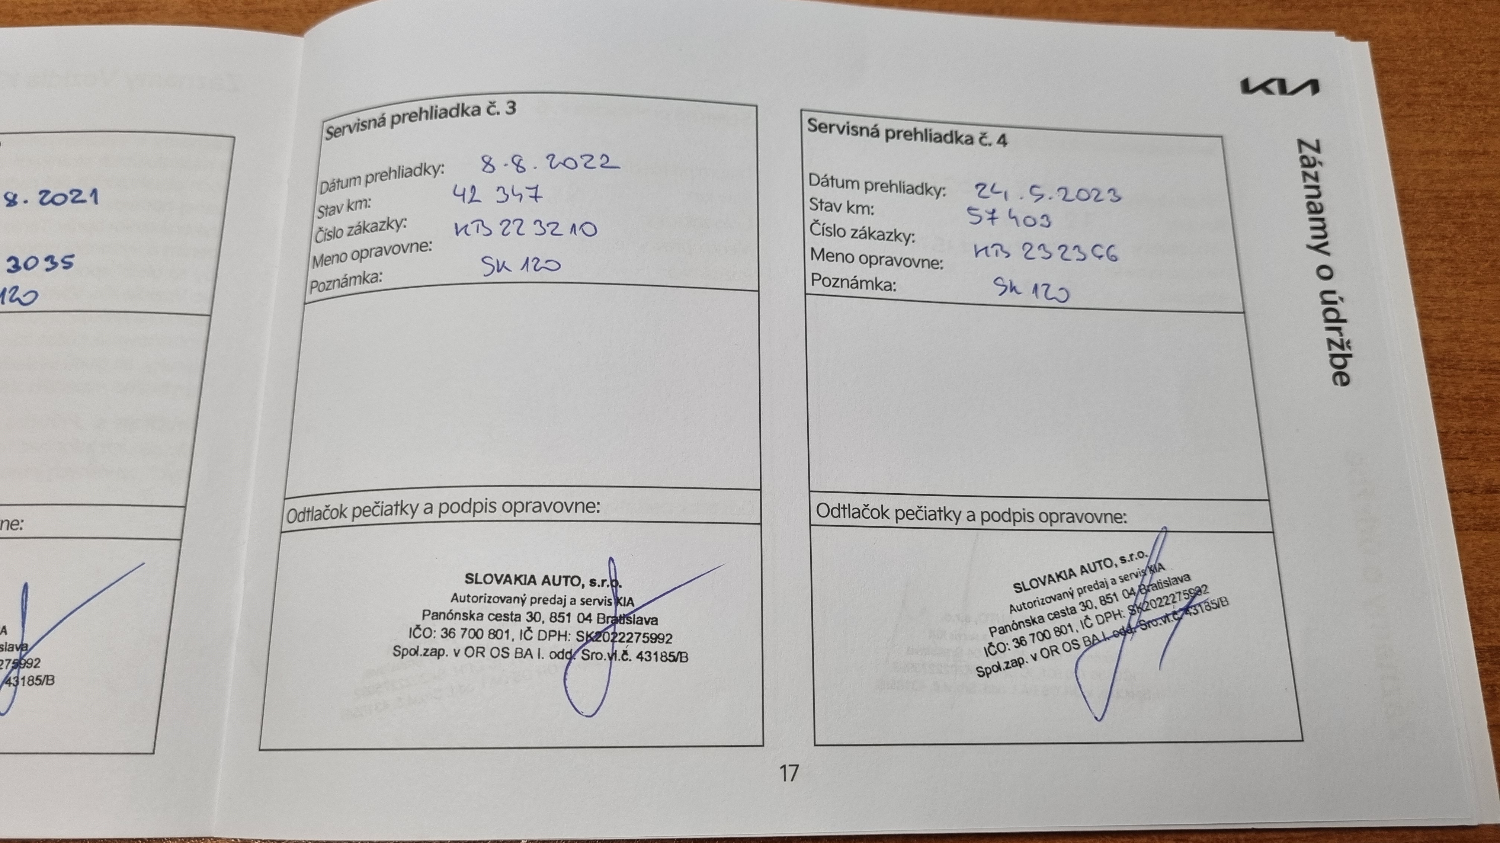 8.2021
3035
120
ne:
A
slava
275992
43185/B
Servisná prehliadka č. 3
Dátum prehliadky: 8.8.2022
Stav km: 42 347
Číslo zákazky: KB 223210
Meno opravovne: SK 120
Poznámka:
Odtlačok pečiatky a podpis opravovne:
SLOVAKIA AUTO, s.r.o.
Autorizovaný predaj a servis KIA
Panónska cesta 30, 851 04 Bratislava
IČO: 36 700 801, IČ DPH: SK2022275992
Spol.zap. v OR OS BA I. odd. Sro.vl.č. 43185/B
Servisná prehliadka č. 4
Dátum prehliadky: 24.5.2023
Stav km: 57 403
Číslo zákazky: KB
Meno opravovne: SK 120
Poznámka:
Odtlačok pečiatky a podpis opravovne:
SLOVAKIA AUTO, s.r.o.
Autorizovaný predaj a servis KIA
Panónska cesta 30, 851 04 Bratislava
IČO: 36 700 801, IČ DPH: SK2022275992
Spol.zap. v OR OS BA I. odd. Sro.vl.č. 43185/B
KIA
Záznamy o údržbe
17